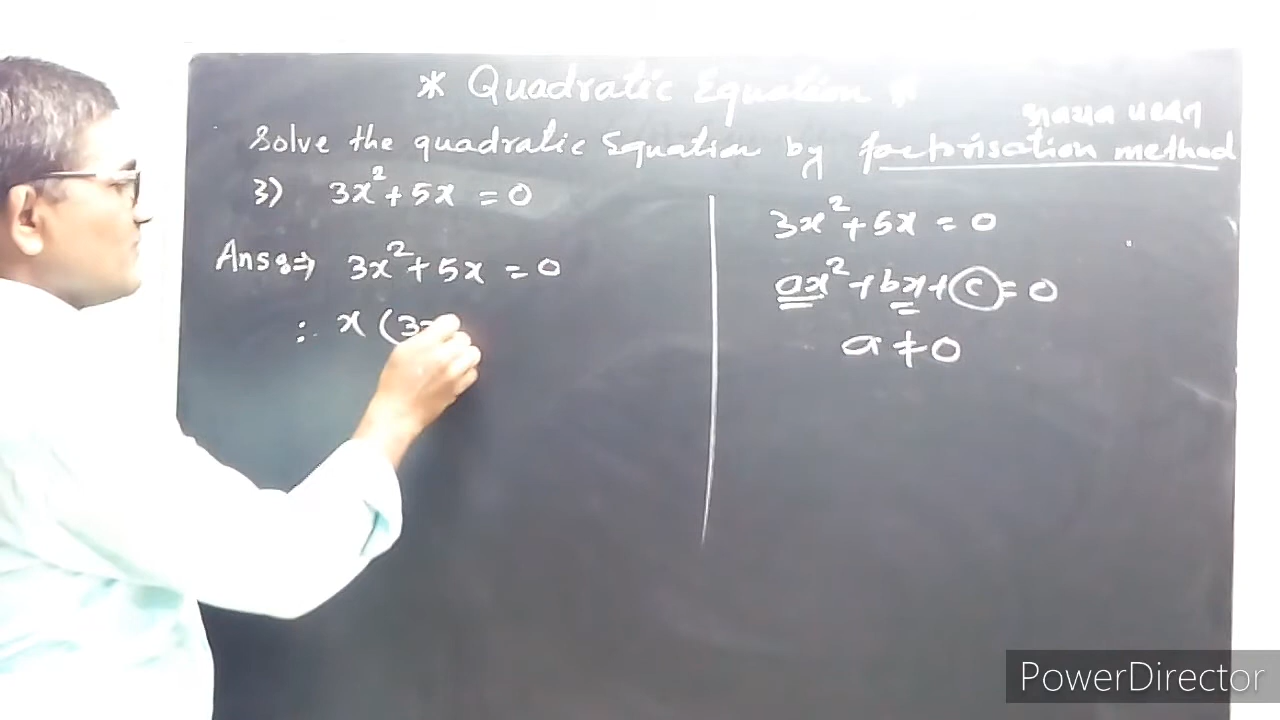 * Quadratic Equation *
Solve the quadratic Equation by factorisation method
3) 3x² + 5x = 0
Ans:⇒ 3x² + 5x = 0
∴ x (3x
3x² + 5x = 0
ax² + bx + c = 0
a ≠ 0
PowerDirector